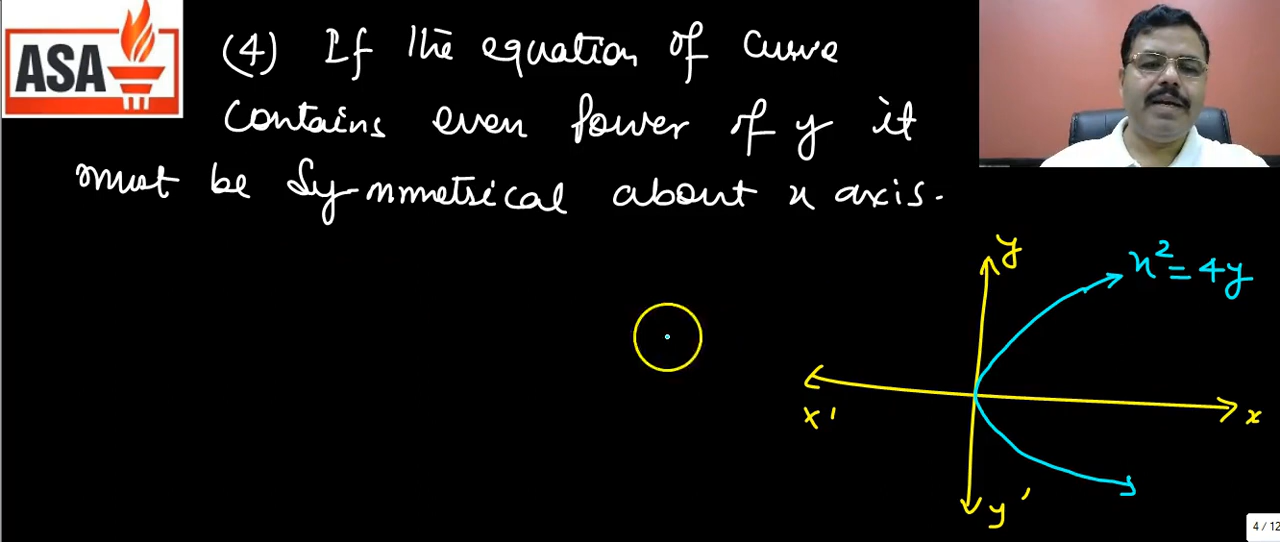 ASA
(4) If the equation of curve
contains even power of y it
must be Symmetrical about x axis.
y
x² = 4y
x'
x
y'
4 / 12